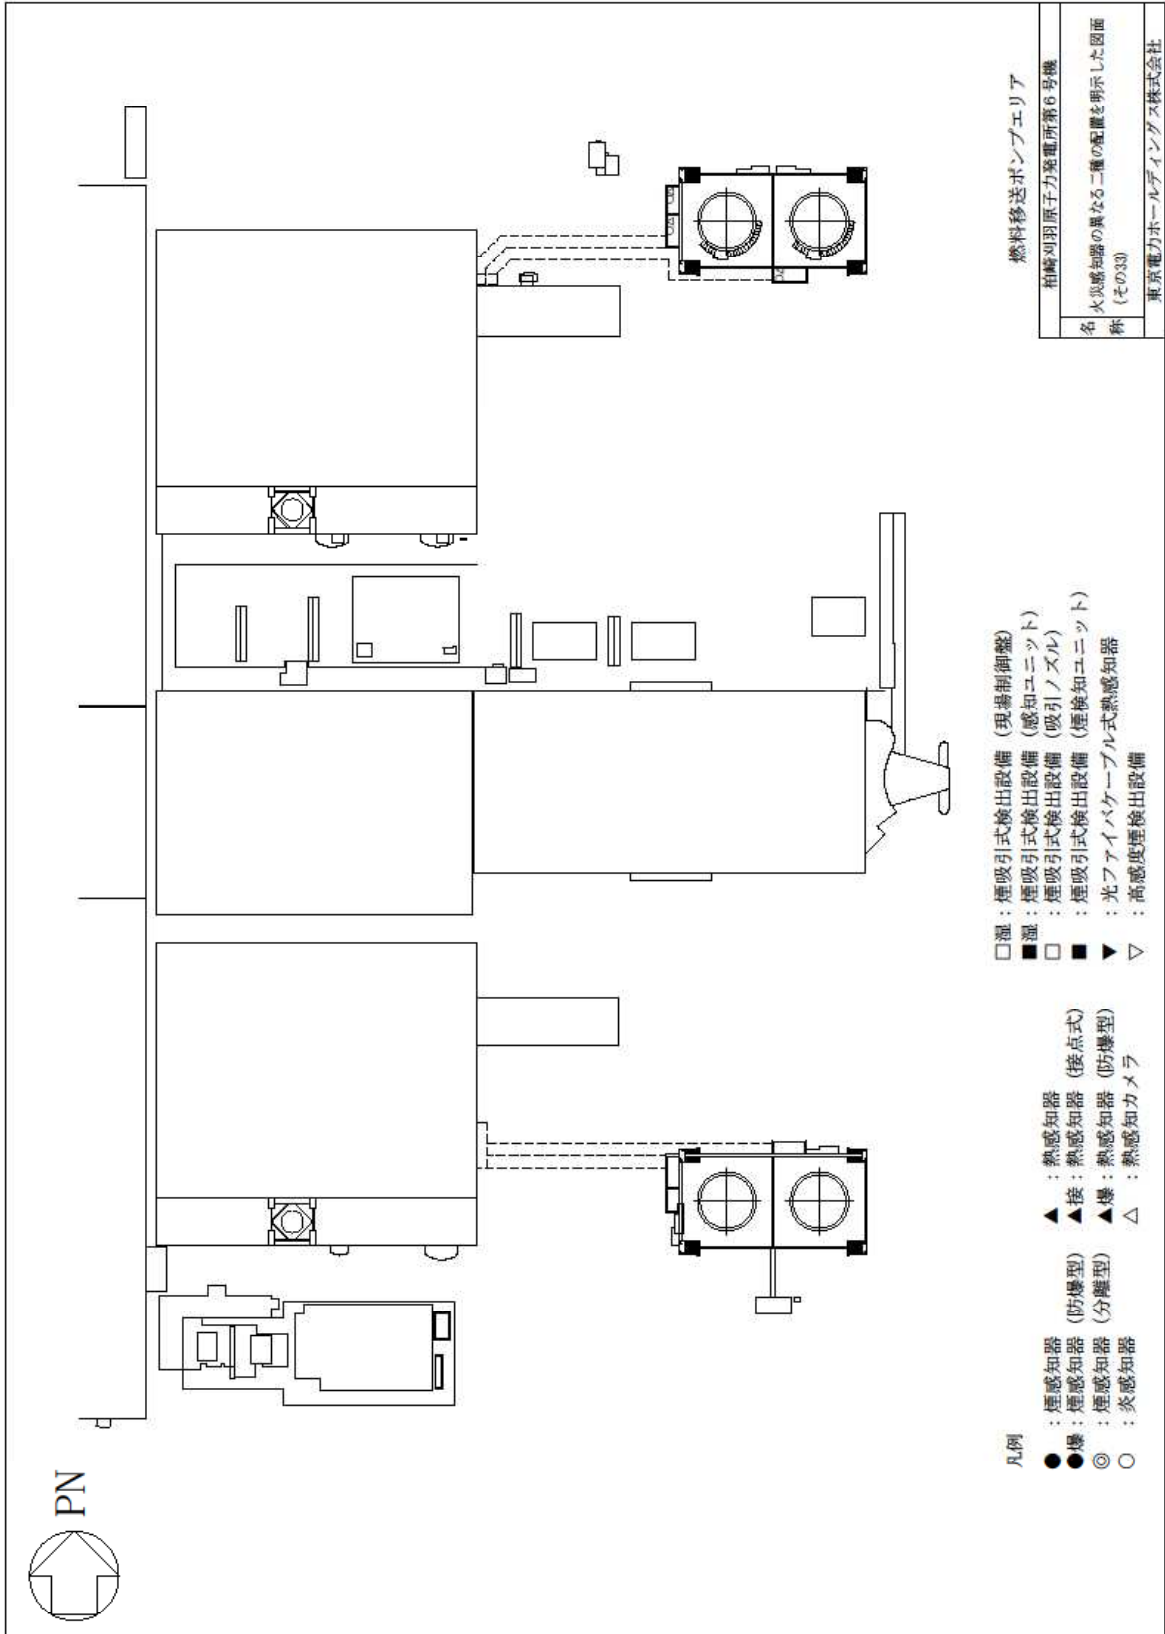 PN
凡例
● ：煙感知器
●爆：煙感知器 (防爆型)
◎ ：煙感知器 (分離型)
○ ：炎感知器
▲ ：熱感知器
▲接：熱感知器 (接点式)
▲爆：熱感知器 (防爆型)
△ ：熱感知カメラ
□盤：煙吸引式検出設備 (現場制御盤)
■盤：煙吸引式検出設備 (感知ユニット)
□ ：煙吸引式検出設備 (吸引ノズル)
■ ：煙吸引式検出設備 (煙検知ユニット)
▼ ：光ファイバケーブル式熱感知器
▽ ：高感度煙検出設備
燃料移送ポンプエリア
柏崎刈羽原子力発電所第6号機
名称
火災感知器の異なる二種の配置を明示した図面
(その33)
東京電力ホールディングス株式会社